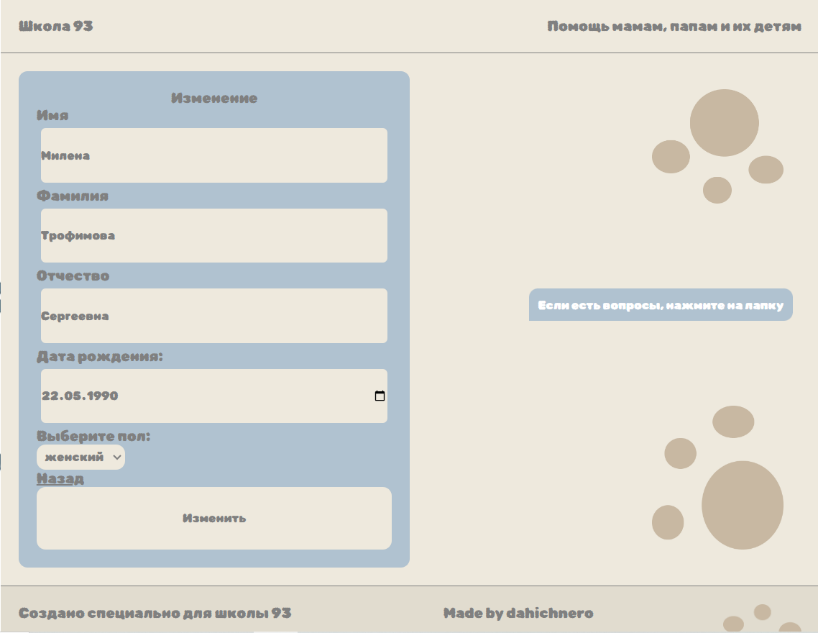 Школа 93
Помощь мамам, папам и их детям
Изменение
Имя
Милена
Фамилия
Трофимова
Отчество
Сергеевна
Дата рождения:
22.05.1990
Выберите пол:
женский
Назад
Изменить
Если есть вопросы, нажмите на лапку
Создано специально для школы 93
Made by dahichnero